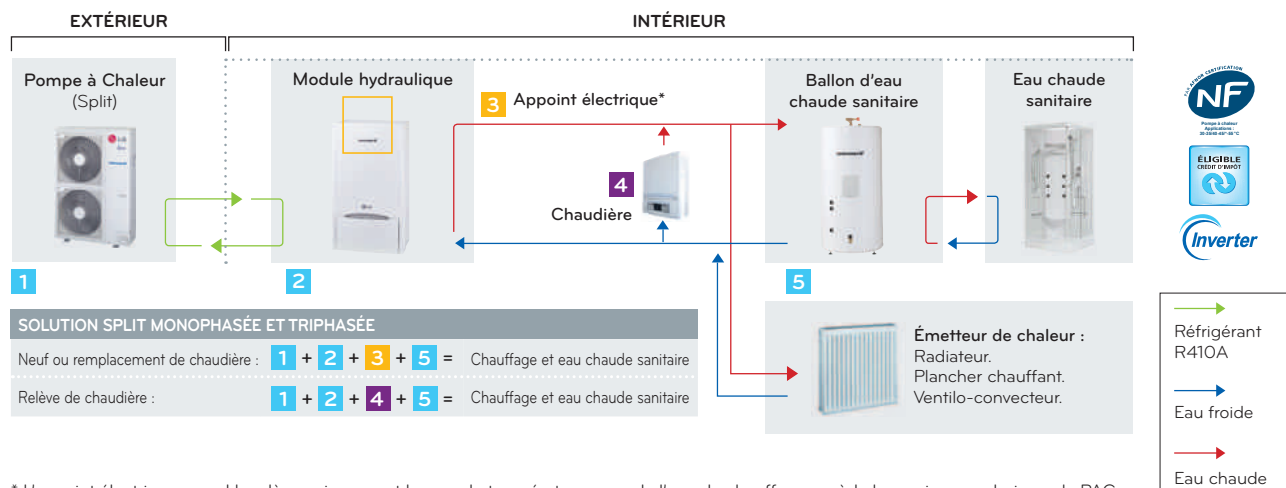 EXTÉRIEUR
INTÉRIEUR
Pompe à Chaleur
(Split)
Module hydraulique
3 Appoint électrique*
4
Chaudière
Ballon d'eau
chaude sanitaire
Eau chaude
sanitaire
1
2
5
NF
Pompe à chaleur
Applications :
ÉLIGIBLE
CRÉDIT D'IMPÔT
Inverter
SOLUTION SPLIT MONOPHASÉE ET TRIPHASÉE
Neuf ou remplacement de chaudière : 1 + 2 + 3 + 5 = Chauffage et eau chaude sanitaire
Relève de chaudière : 1 + 2 + 4 + 5 = Chauffage et eau chaude sanitaire
Émetteur de chaleur :
Radiateur.
Plancher chauffant.
Ventilo-convecteur.
Réfrigérant
R410A
Eau froide
Eau chaude